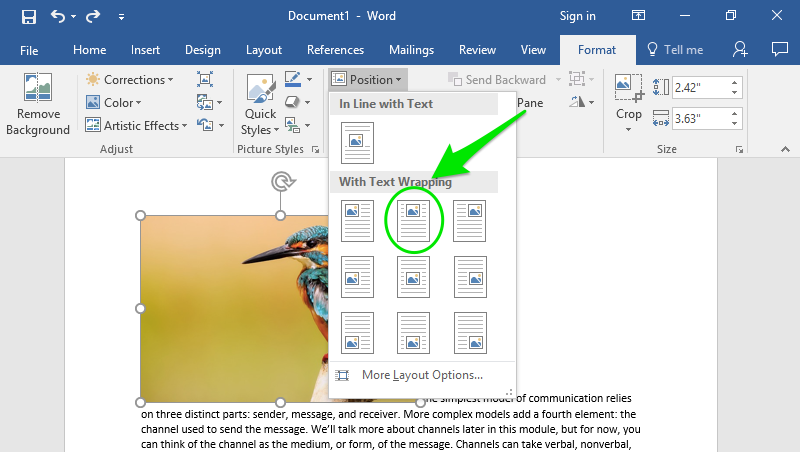 Document1 - Word
Sign in
File Home Insert Design Layout References Mailings Review View Format Tell me
Remove Background
Corrections
Color
Artistic Effects
Adjust
Quick Styles
Picture Styles
Position
Send Backward
Pane
Crop
2.42"
3.63"
Size
In Line with Text
With Text Wrapping
More Layout Options...
simplest model of communication relies
on three distinct parts: sender, message, and receiver. More complex models add a fourth element: the
channel used to send the message. We'll talk more about channels later in this module, but for now, you
can think of the channel as the medium, or form, of the message. Channels can take verbal, nonverbal,